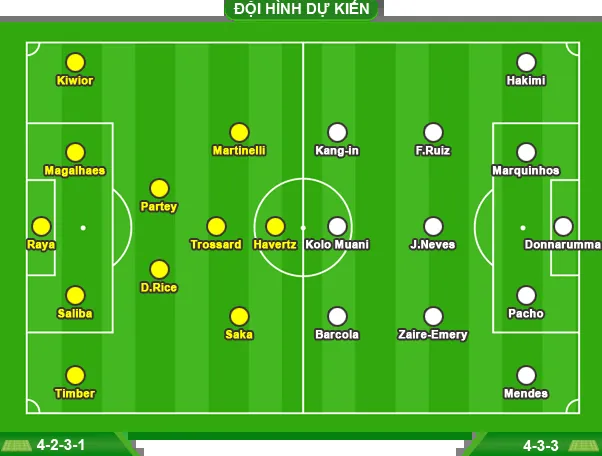 ĐỘI HÌNH DỰ KIẾN
Kiwior
Hakimi
Martinelli
Kang-in
F.Ruiz
Magalhaes
Marquinhos
Partey
Raya
Trossard
Havertz
Kolo Muani
J.Neves
Donnarumma
D.Rice
Saliba
Pacho
Saka
Barcola
Zaire-Emery
Timber
Mendes
4-2-3-1
4-3-3